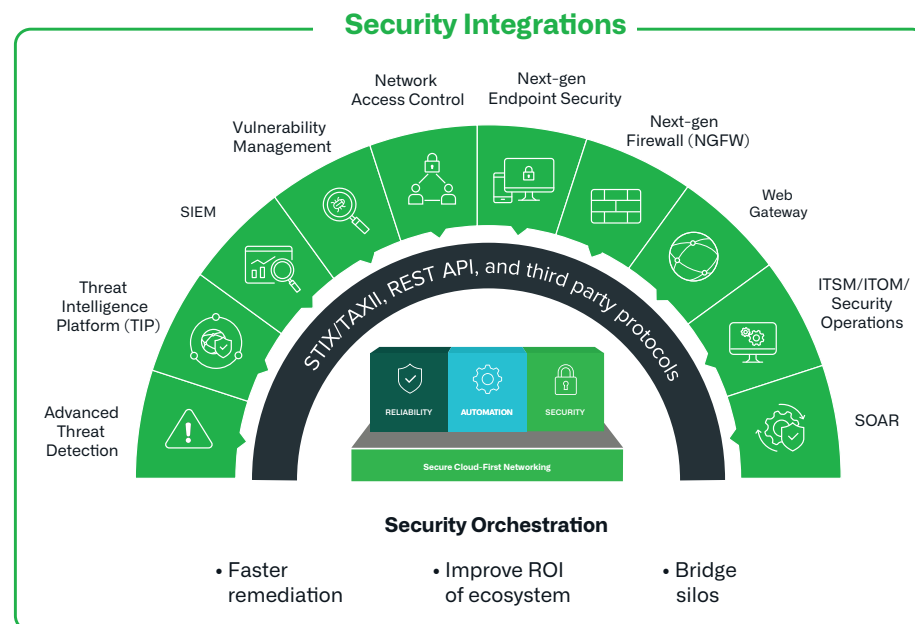 Security Integrations
Network
Access Control
Next-gen
Endpoint Security
Vulnerability
Management
Next-gen
Firewall (NGFW)
SIEM
Web
Gateway
Threat
Intelligence
Platform (TIP)
ITSM/ITOM/
Security
Operations
Advanced
Threat
Detection
SOAR
STIX/TAXII, REST API, and third party protocols
RELIABILITY
AUTOMATION
SECURITY
Secure Cloud-First Networking
Security Orchestration
• Faster
remediation
• Improve ROI
of ecosystem
• Bridge
silos